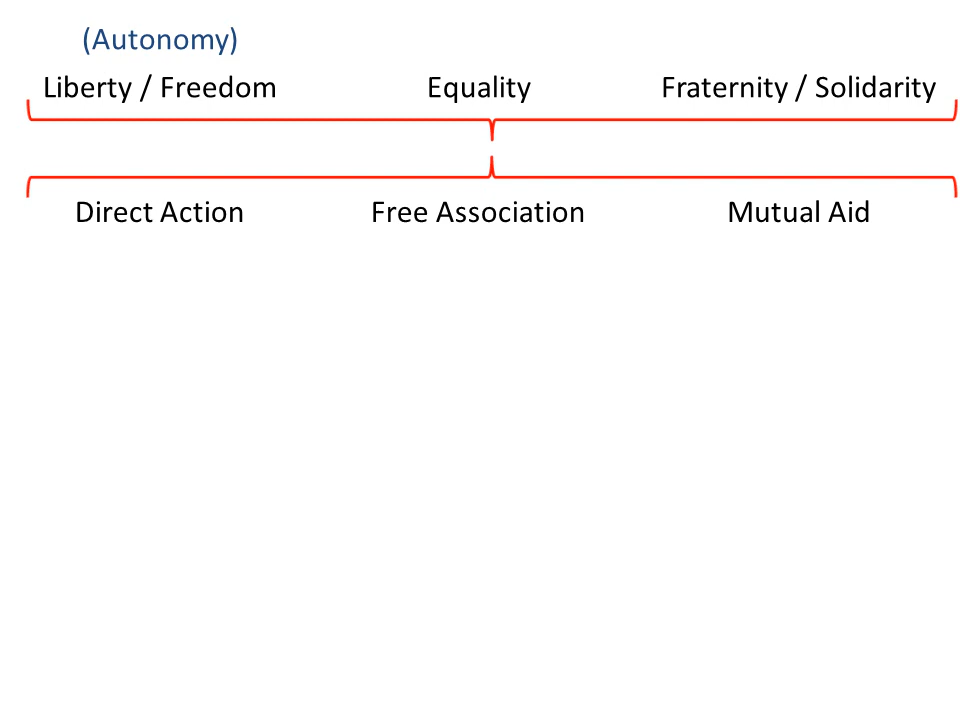 (Autonomy)
Liberty / Freedom Equality Fraternity / Solidarity
Direct Action Free Association Mutual Aid